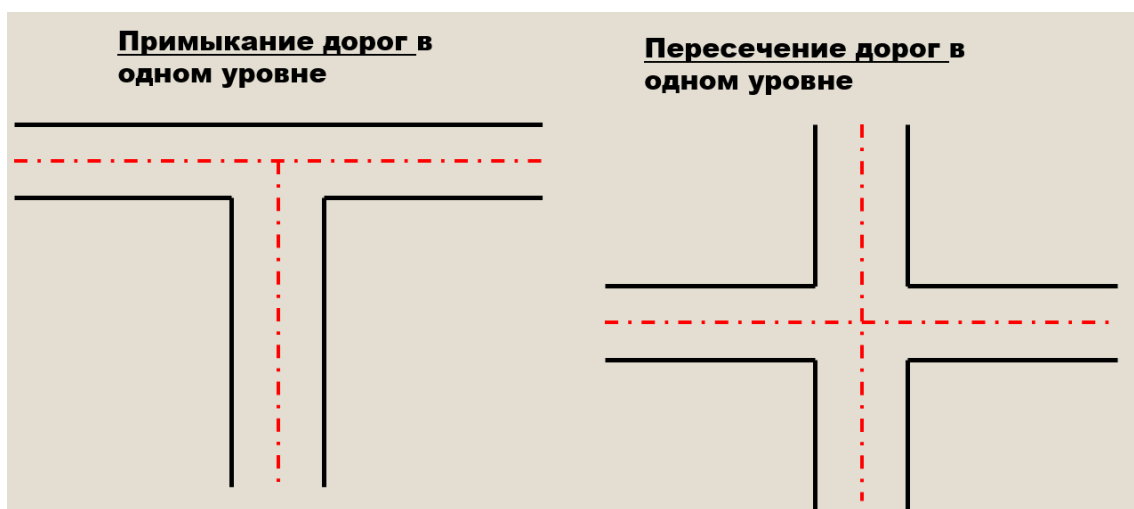 Примыкание дорог в
одном уровне
Пересечение дорог в
одном уровне